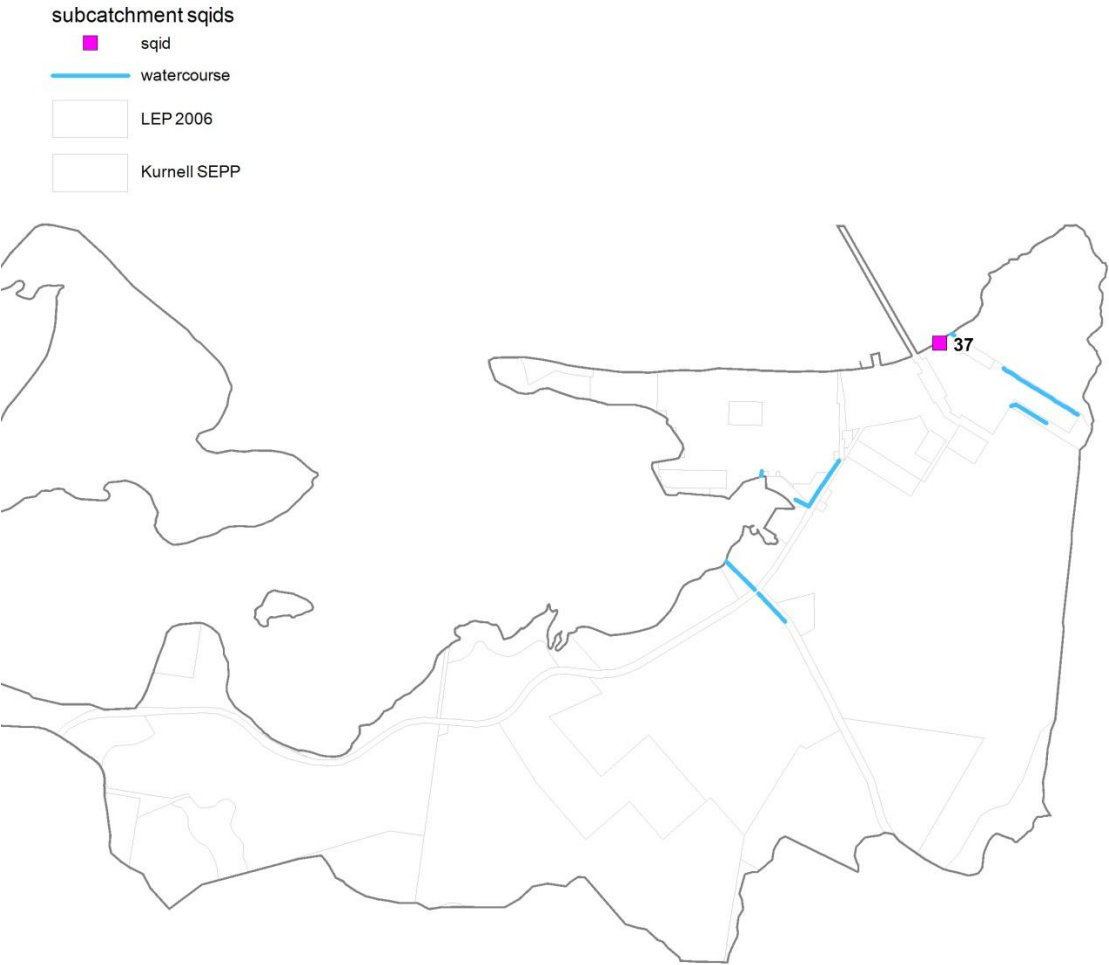 subcatchment sqids
sqid
watercourse
LEP 2006
Kurnell SEPP
37